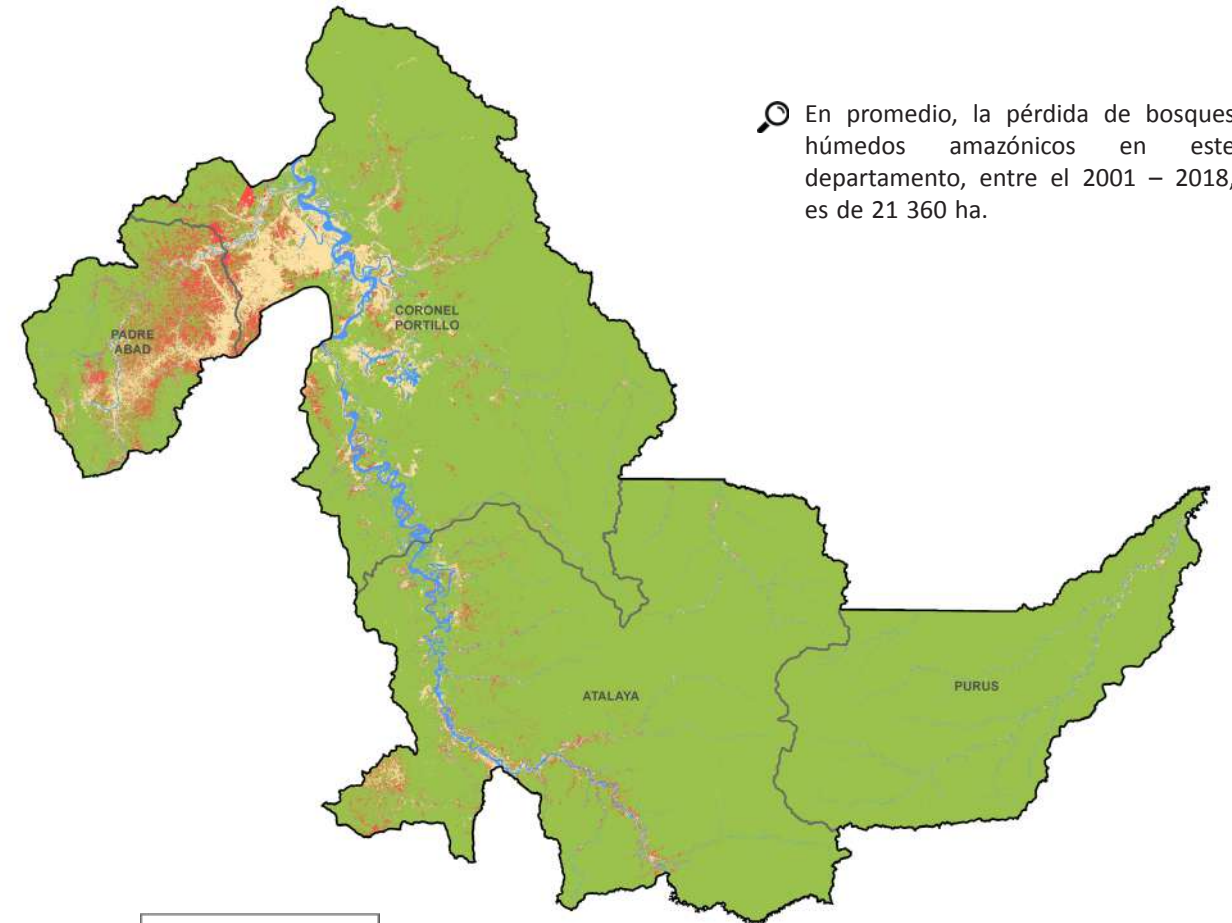 En promedio, la pérdida de bosques
húmedos amazónicos en este
departamento, entre el 2001 – 2018,
es de 21 360 ha.
PADRE
ABAD
CORONEL
PORTILLO
ATALAYA
PURUS